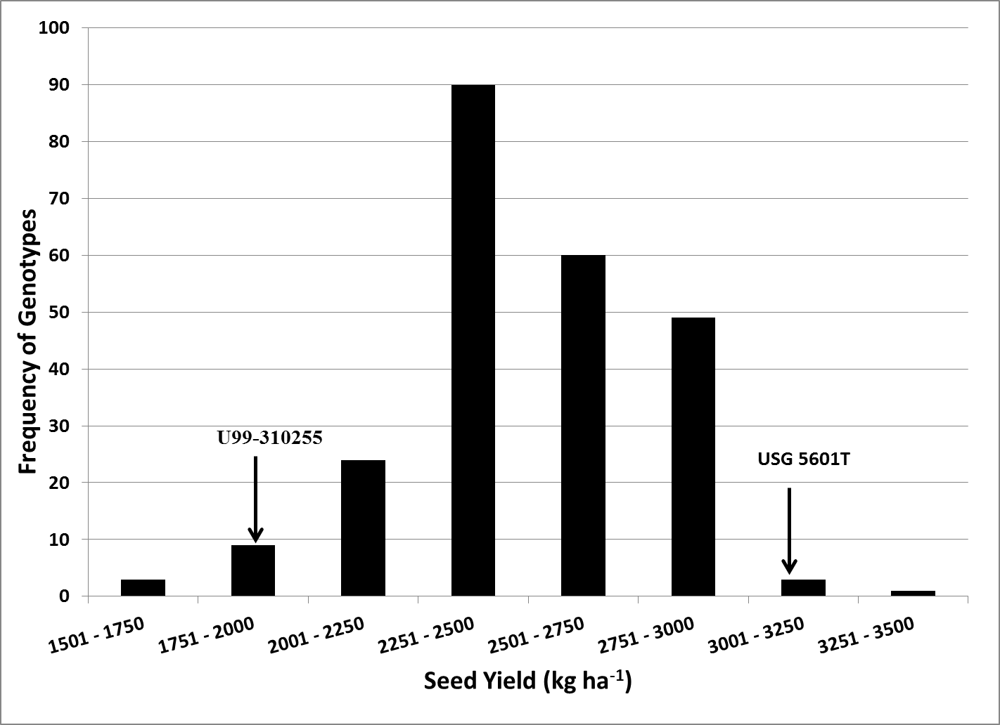 100
90
80
70
60
50
40
30
20
10
0
Frequency of Genotypes
U99-310255
USG 5601T
1501 - 1750
1751 - 2000
2001 - 2250
2251 - 2500
2501 - 2750
2751 - 3000
3001 - 3250
3251 - 3500
Seed Yield (kg ha-1)